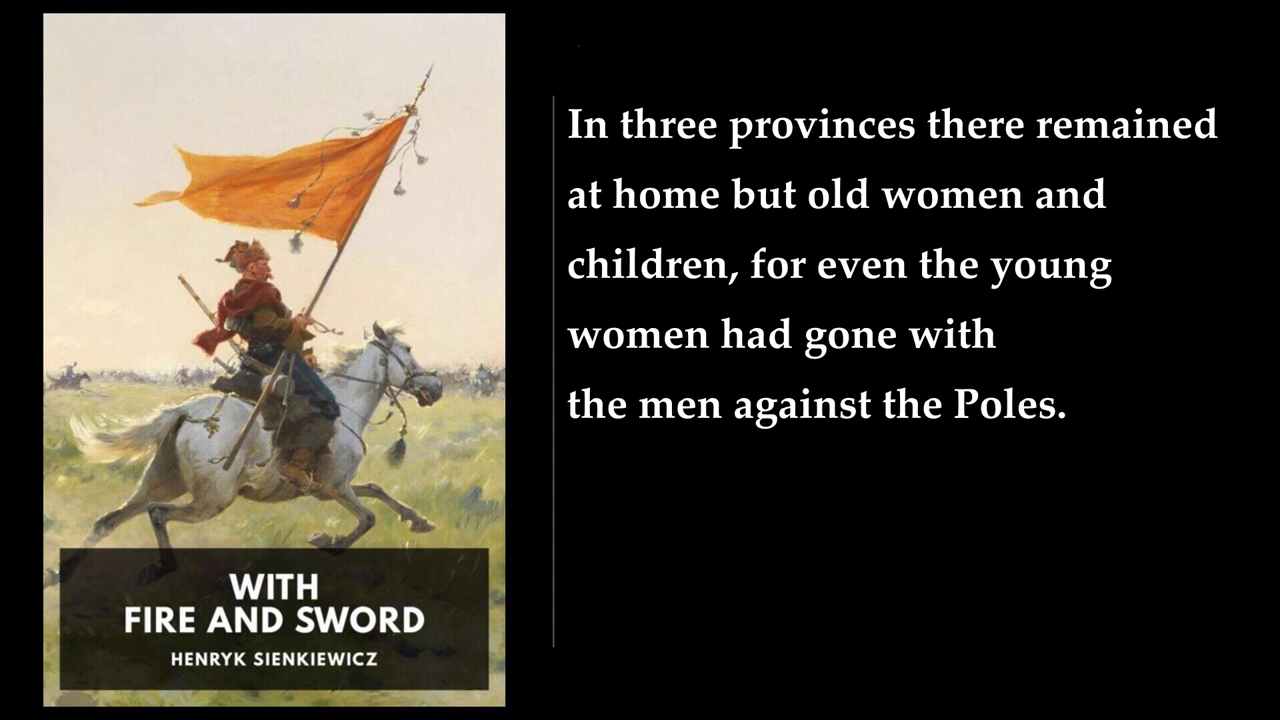 In three provinces there remained
at home but old women and
children, for even the young
women had gone with
the men against the Poles.
WITH
FIRE AND SWORD
HENRYK SIENKIEWICZ